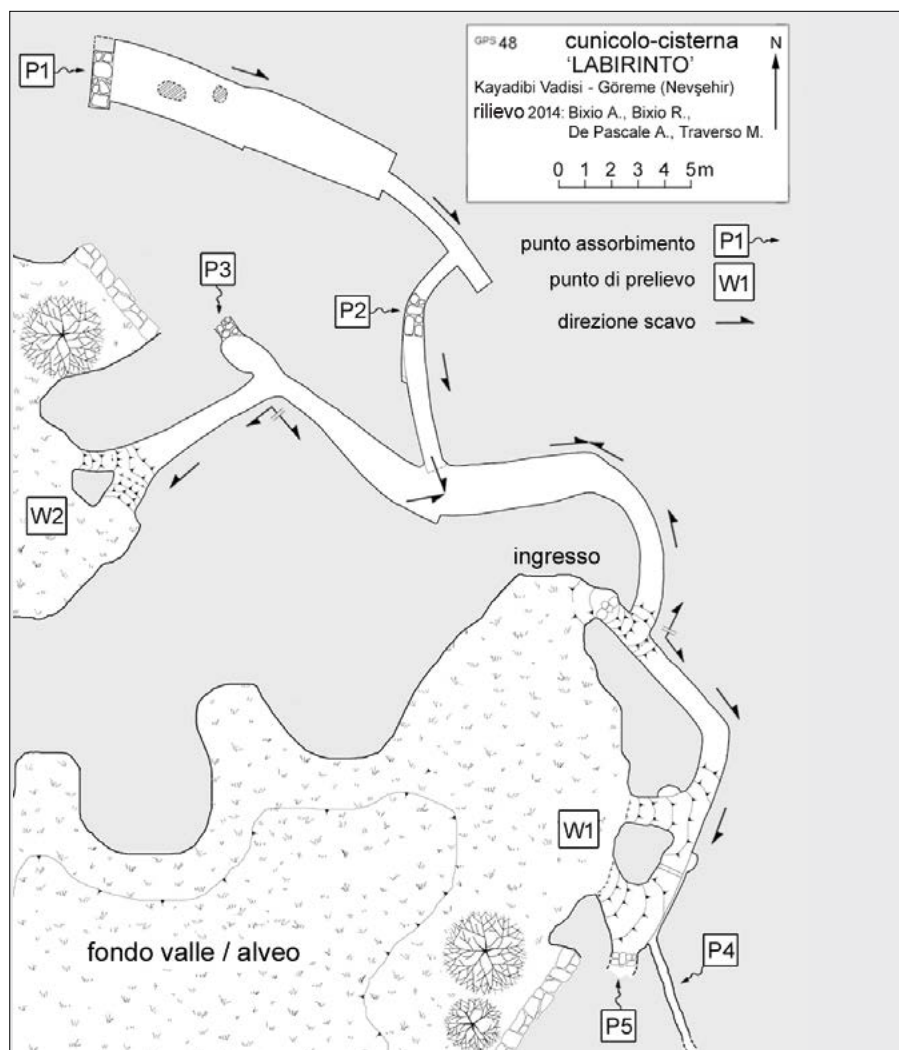 GPS 48 cunicolo-cisterna N
'LABIRINTO'
Kayadibi Vadisi - Göreme (Nevşehir)
rilievo 2014: Bixio A., Bixio R.,
De Pascale A., Traverso M.
0 1 2 3 4 5m
punto assorbimento P1
punto di prelievo W1
direzione scavo
P1
P3
P2
W2
ingresso
W1
fondo valle / alveo
P4
P5